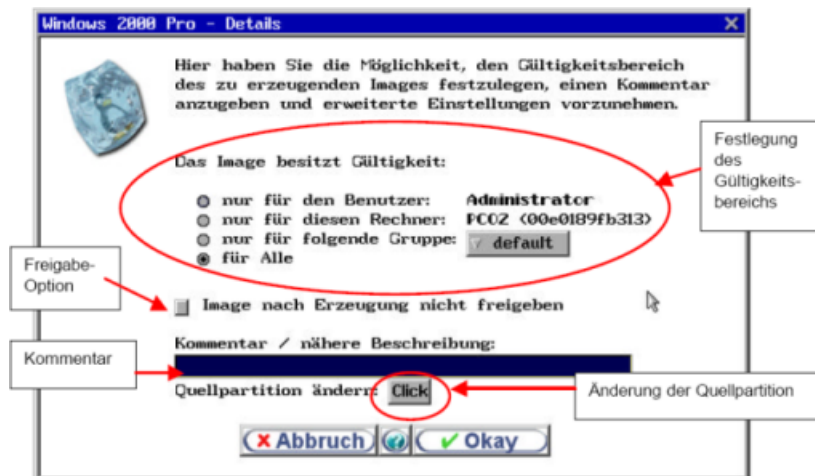 Windows 2000 Pro - Details
Hier haben Sie die Möglichkeit, den Gültigkeitsbereich
des zu erzeugenden Images festzulegen, einen Kommentar
anzugeben und erweiterte Einstellungen vorzunehmen.
Festlegung
des
Gültigkeits-
bereichs
Das Image besitzt Gültigkeit:
nur für den Benutzer: Administrator
nur für diesen Rechner: PC02 (00e0189fb313)
nur für folgende Gruppe: default
für Alle
Freigabe-
Option
Image nach Erzeugung nicht freigeben
Kommentar / nähere Beschreibung:
Kommentar
Quellpartition ändern: Click
Änderung der Quellpartition
Abbruch Okay